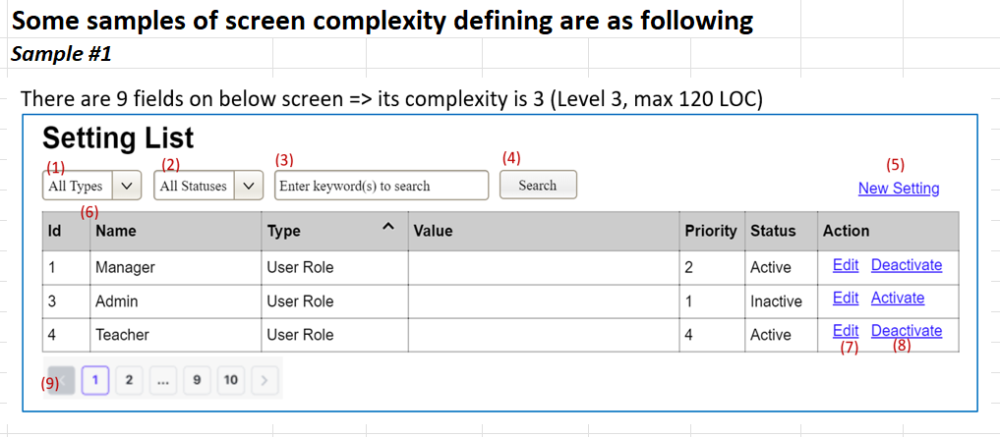 Some samples of screen complexity defining are as following
Sample #1
There are 9 fields on below screen => its complexity is 3 (Level 3, max 120 LOC)
Setting List
(1) (2) (3) (4) (5)
All Types All Statuses Enter keyword(s) to search Search New Setting
(6)
Id Name Type Value Priority Status Action
1 Manager User Role 2 Active Edit Deactivate
3 Admin User Role 1 Inactive Edit Activate
4 Teacher User Role 4 Active Edit Deactivate
(7) (8)
(9) < 1 2 ... 9 10 >